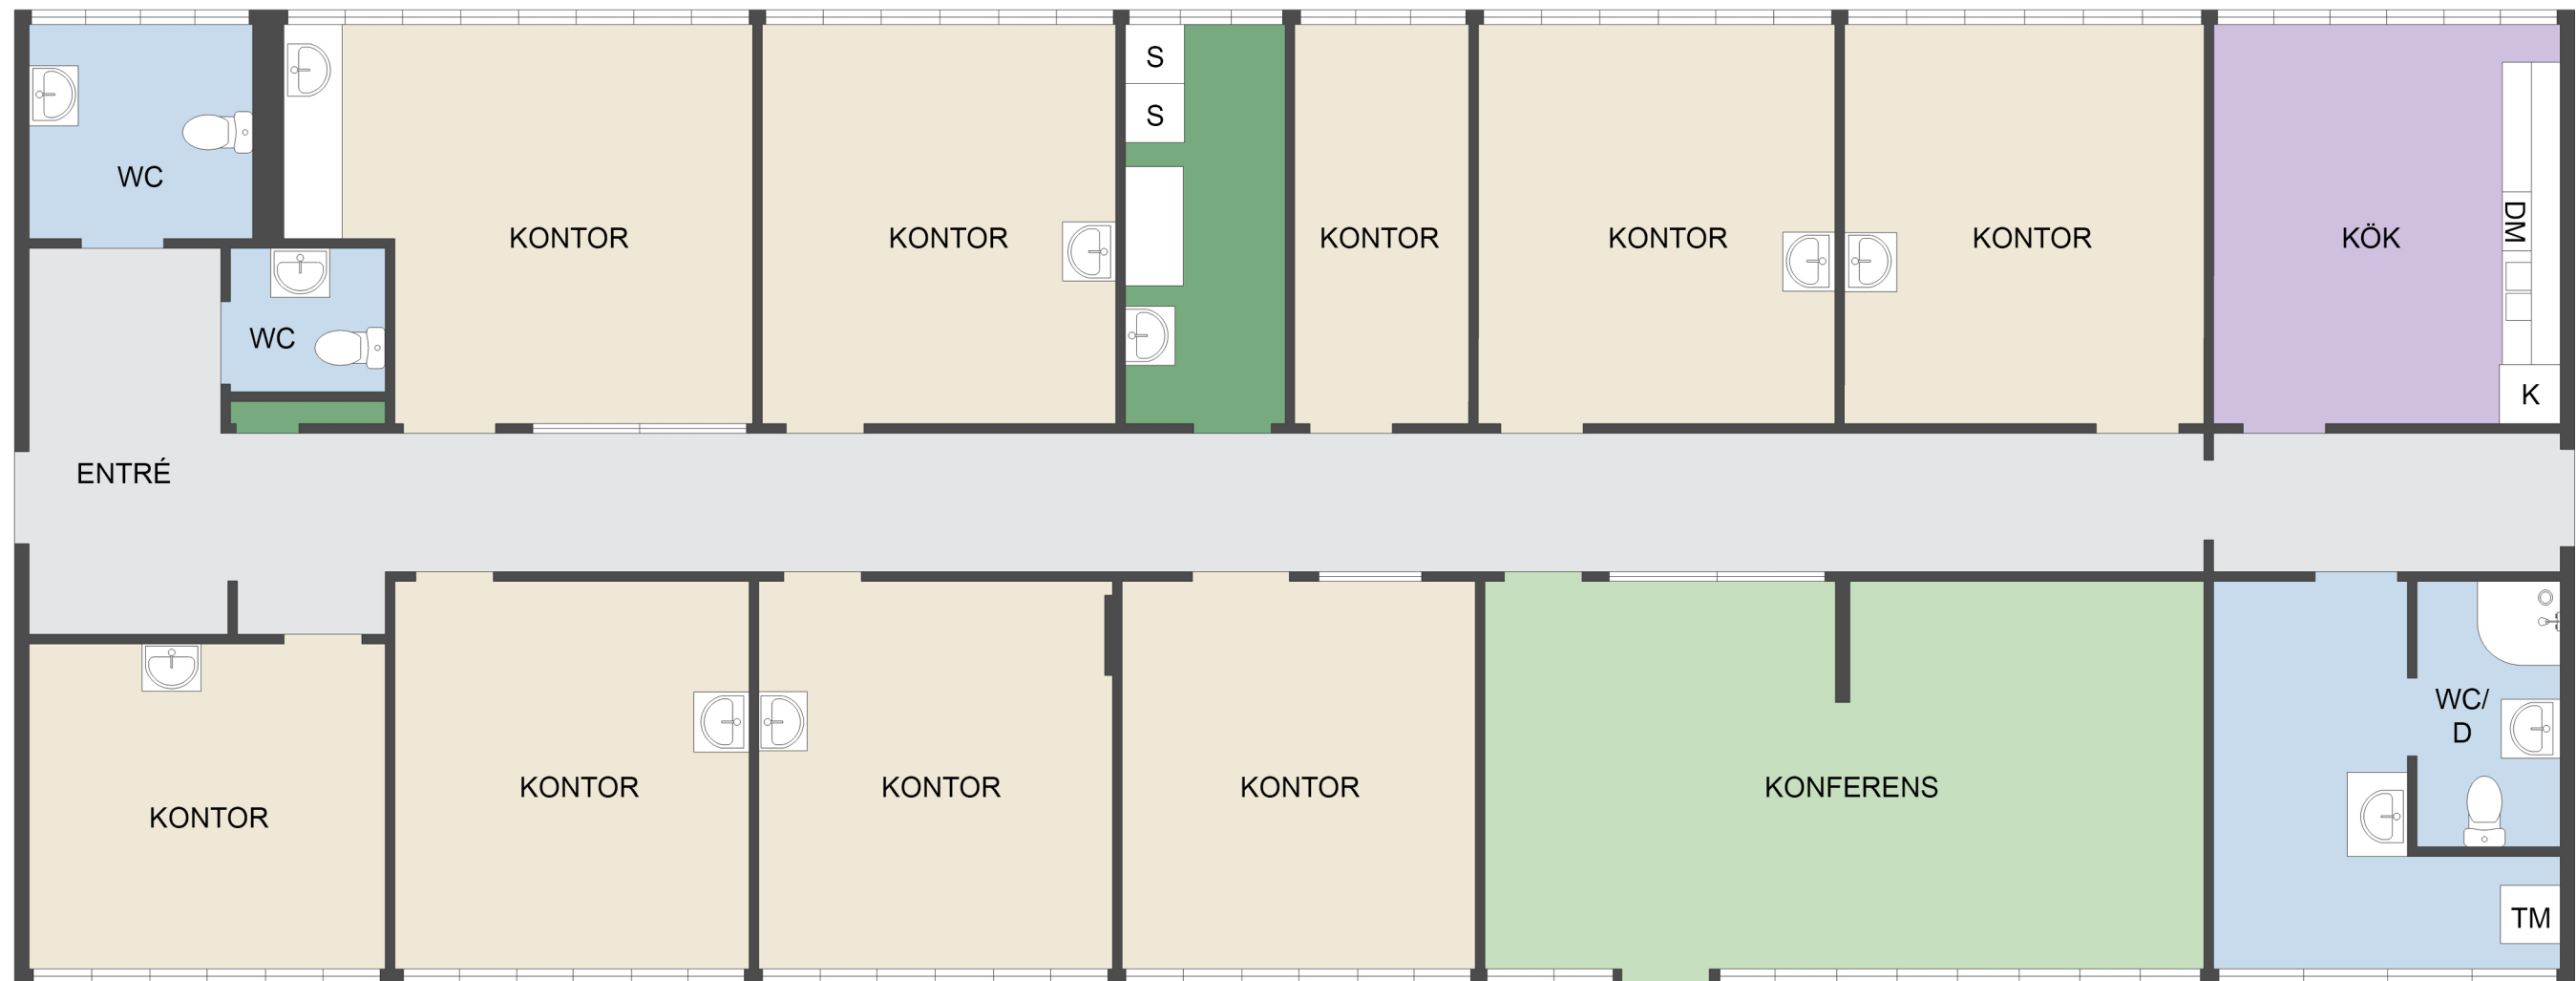 S
S
WC
KONTOR
KONTOR
KONTOR
KONTOR
KONTOR
KÖK
DM
WC
K
ENTRÉ
WC/
D
KONTOR
KONTOR
KONTOR
KONTOR
KONFERENS
TM